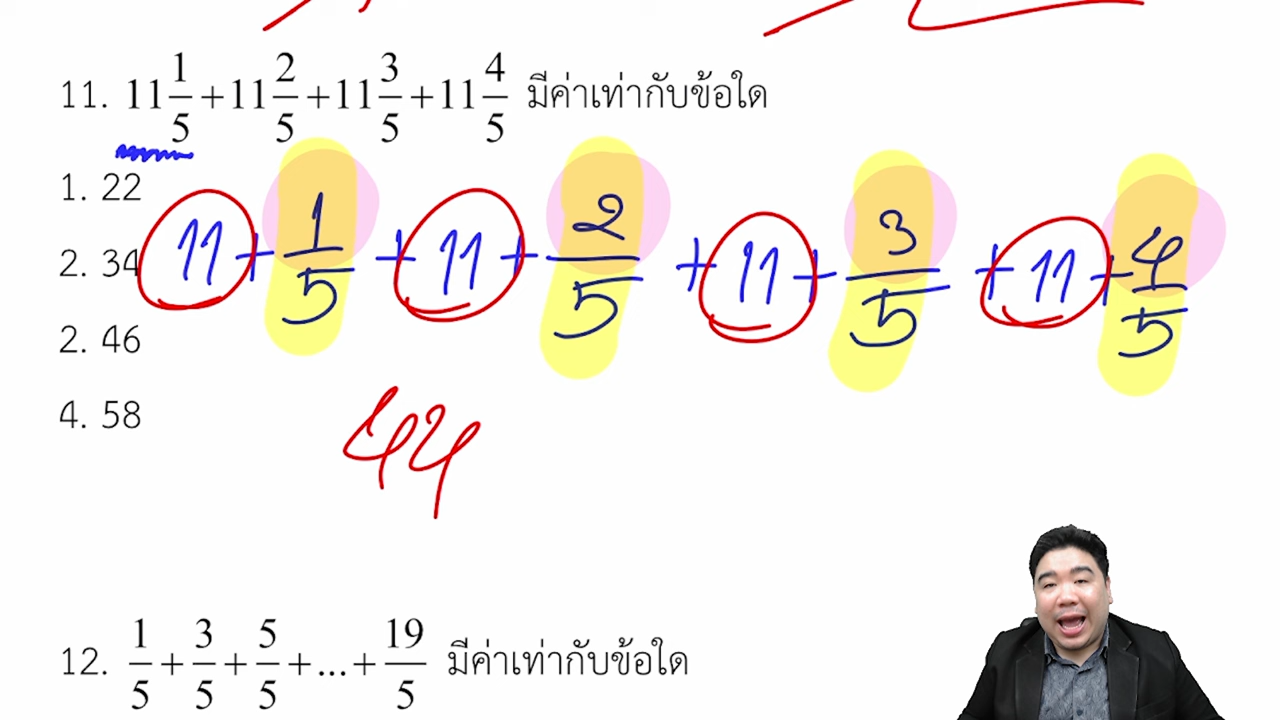 11. 11 1/5 + 11 2/5 + 11 3/5 + 11 4/5 มีค่าเท่ากับข้อใด
1. 22
11 + 1/5 + 11 + 2/5 + 11 + 3/5 + 11 + 4/5
2. 34
2. 46
4. 58
44
12. 1/5 + 3/5 + 5/5 + ... + 19/5 มีค่าเท่ากับข้อใด